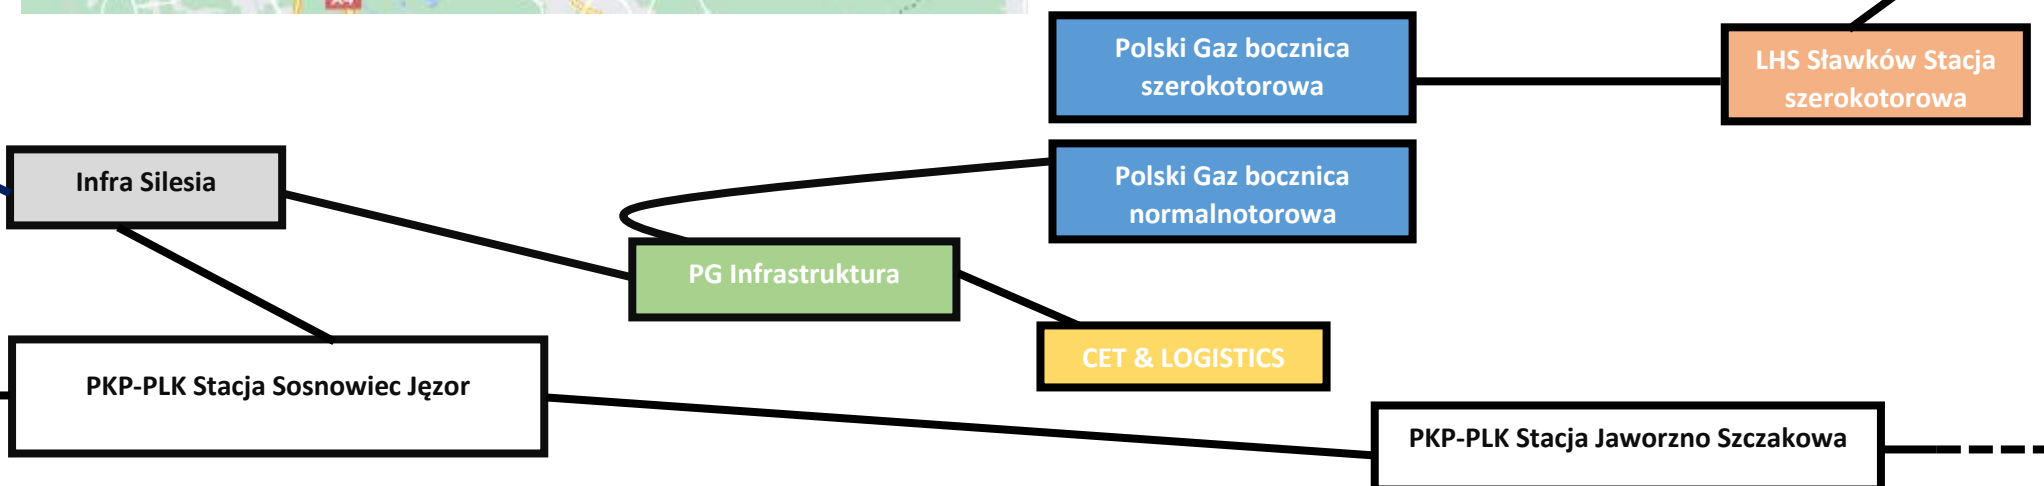 A4
Polski Gaz bocznica
szerokotorowa
LHS Sławków Stacja
szerokotorowa
Infra Silesia
Polski Gaz bocznica
normalnotorowa
PG Infrastruktura
CET & LOGISTICS
PKP-PLK Stacja Sosnowiec Jęzor
PKP-PLK Stacja Jaworzno Szczakowa